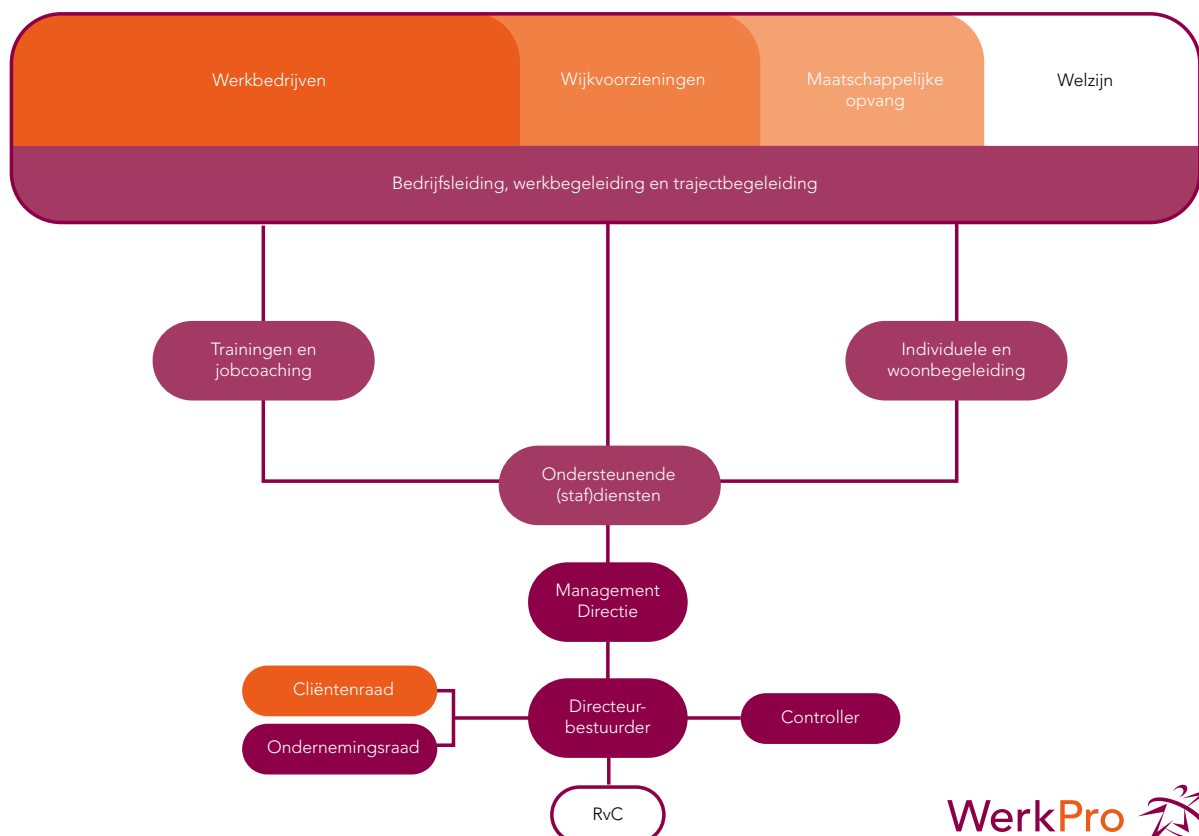 Werkbedrijven
Wijkvoorzieningen
Maatschappelijke
opvang
Welzijn
Bedrijfsleiding, werkbegeleiding en trajectbegeleiding
Trainingen en
jobcoaching
Individuele en
woonbegeleiding
Ondersteunende
(staf)diensten
Management
Directie
Cliëntenraad
Directeur-
bestuurder
Controller
Ondernemingsraad
RvC
WerkPro